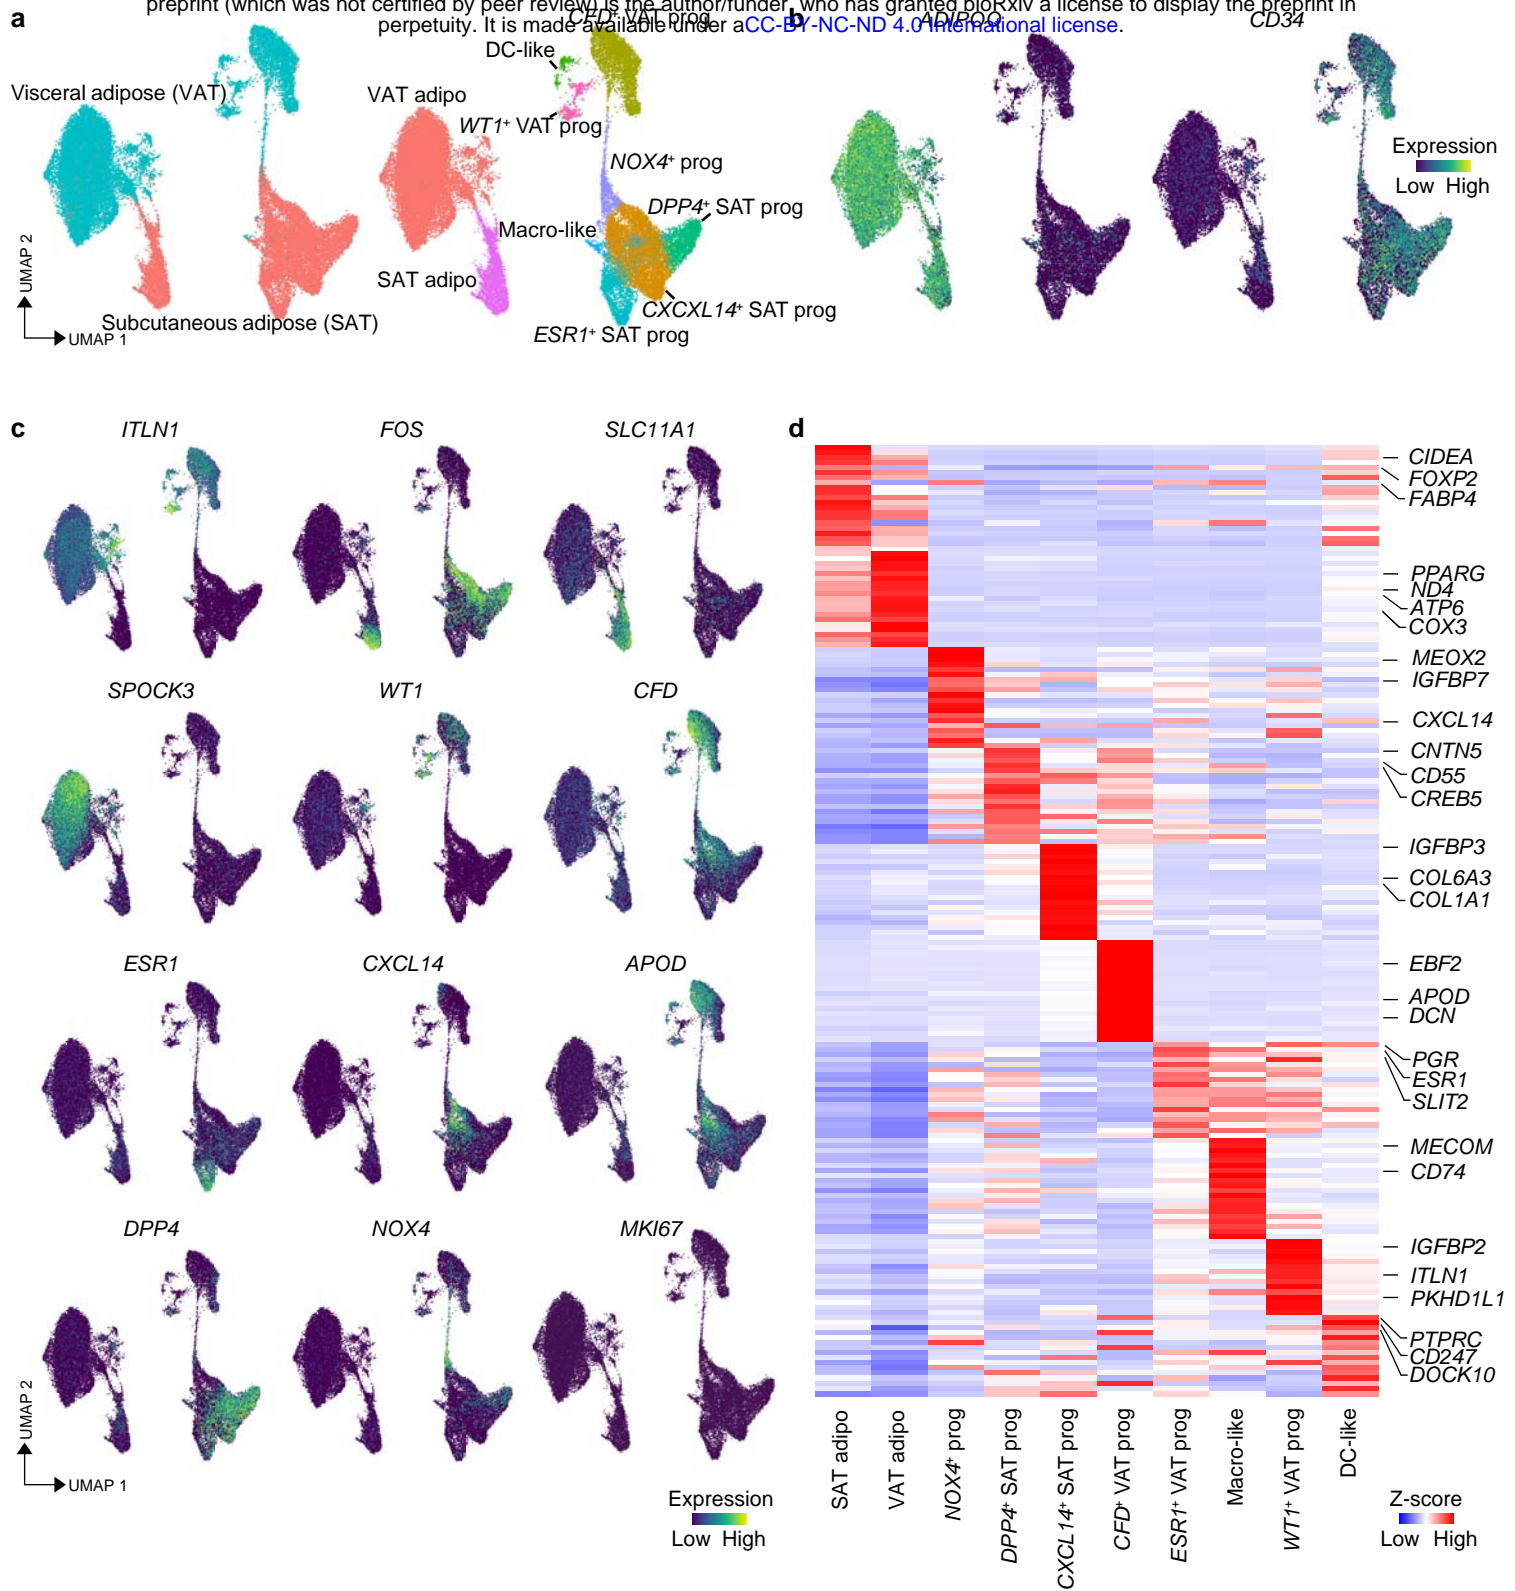 preprint (which was not certified by peer review) is the author/funder, who has granted bioRxiv a license to display the preprint in
perpetuity. It is made available under aCC-BY-NC-ND 4.0 International license.
a
Visceral adipose (VAT)
Subcutaneous adipose (SAT)
UMAP 2
UMAP 1
CFD+ VAT prog
DC-like
VAT adipo
WT1+ VAT prog
NOX4+ prog
DPP4+ SAT prog
Macro-like
SAT adipo
CXCXL14+ SAT prog
ESR1+ SAT prog
b
ADIPOQ
CD34
Expression
Low High
c
ITLN1
FOS
SLC11A1
SPOCK3
WT1
CFD
ESR1
CXCL14
APOD
DPP4
NOX4
MKI67
UMAP 2
UMAP 1
Expression
Low High
d
CIDEA
FOXP2
FABP4
PPARG
ND4
ATP6
COX3
MEOX2
IGFBP7
CXCL14
CNTN5
CD55
CREB5
IGFBP3
COL6A3
COL1A1
EBF2
APOD
DCN
PGR
ESR1
SLIT2
MECOM
CD74
IGFBP2
ITLN1
PKHD1L1
PTPRC
CD247
DOCK10
SAT adipo
VAT adipo
NOX4+ prog
DPP4+ SAT prog
CXCL14+ SAT prog
CFD+ VAT prog
ESR1+ VAT prog
Macro-like
WT1+ VAT prog
DC-like
Z-score
Low High